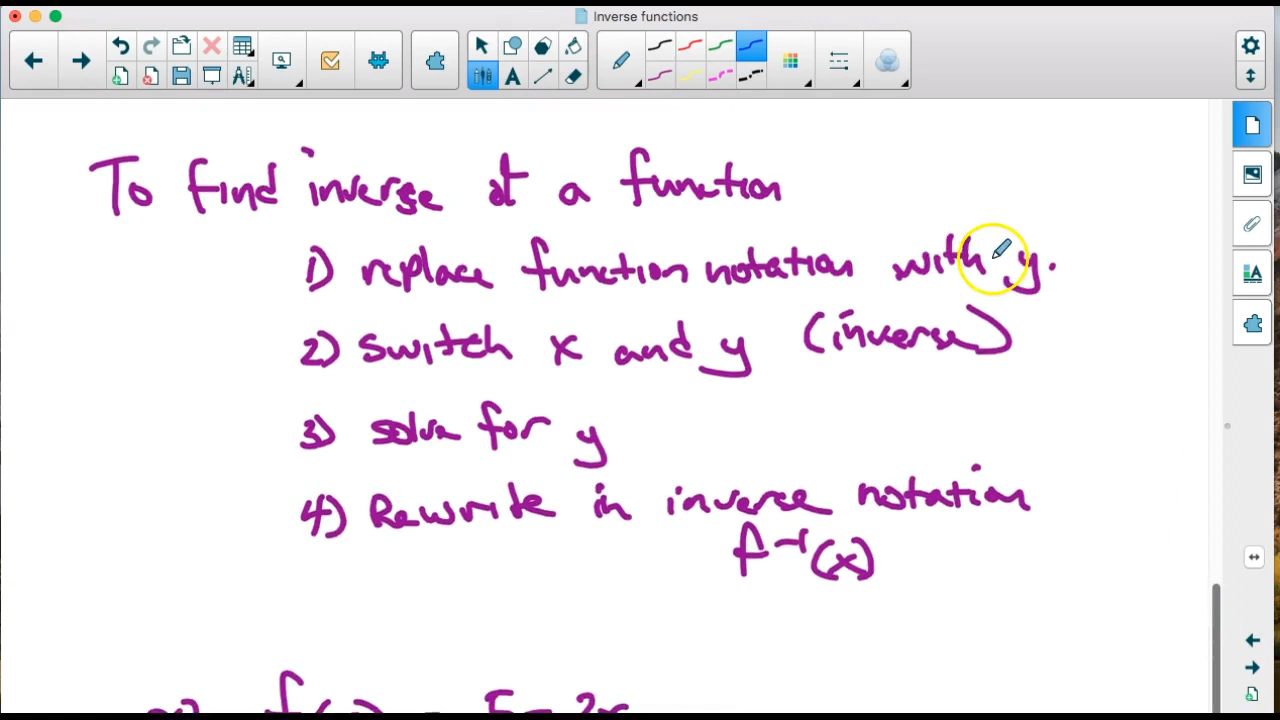 Inverse functions
To find inverse of a function
1) replace function notation with y.
2) switch x and y (inverse)
3) solve for y
4) Rewrite in inverse notation
f⁻¹(x)